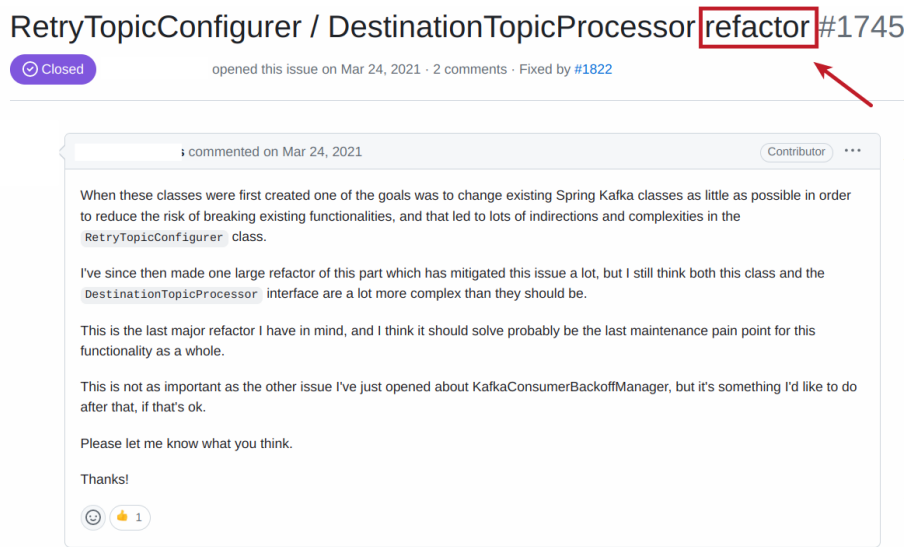 RetryTopicConfigurer / DestinationTopicProcessor refactor #1745
Closed
opened this issue on Mar 24, 2021 · 2 comments · Fixed by #1822
commented on Mar 24, 2021
Contributor
When these classes were first created one of the goals was to change existing Spring Kafka classes as little as possible in order
to reduce the risk of breaking existing functionalities, and that led to lots of indirections and complexities in the
RetryTopicConfigurer class.
I've since then made one large refactor of this part which has mitigated this issue a lot, but I still think both this class and the
DestinationTopicProcessor interface are a lot more complex than they should be.
This is the last major refactor I have in mind, and I think it should solve probably be the last maintenance pain point for this
functionality as a whole.
This is not as important as the other issue I've just opened about KafkaConsumerBackoffManager, but it's something I'd like to do
after that, if that's ok.
Please let me know what you think.
Thanks!
1